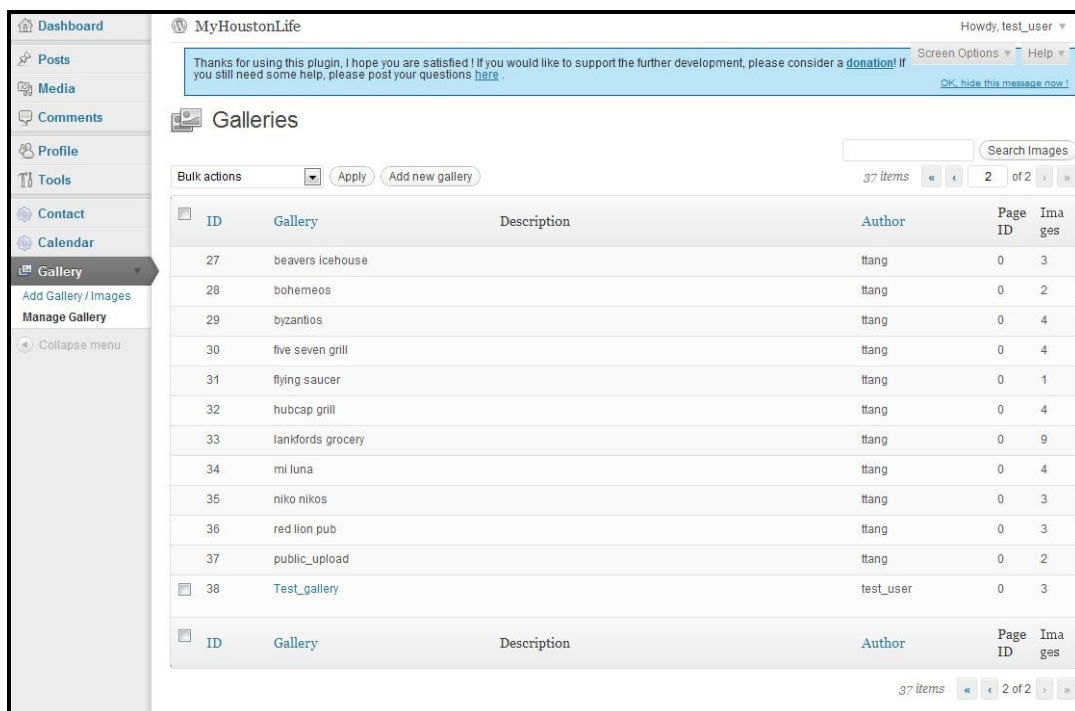 Dashboard
Posts
Media
Comments
Profile
Tools
Contact
Calendar
Gallery
Add Gallery / Images
Manage Gallery
Collapse menu
MyHoustonLife
Howdy, test_user
Screen Options Help
Thanks for using this plugin, I hope you are satisfied ! If you would like to support the further development, please consider a donation! If
you still need some help, please post your questions here .
OK, hide this message now !
Galleries
Search Images
Bulk actions Apply Add new gallery 37 items « ‹ 2 of 2 › »
ID Gallery Description Author Page ID Ima ges
27 beavers icehouse ttang 0 3
28 bohemeos ttang 0 2
29 byzantios ttang 0 4
30 five seven grill ttang 0 4
31 flying saucer ttang 0 1
32 hubcap grill ttang 0 4
33 lankfords grocery ttang 0 9
34 mi luna ttang 0 4
35 niko nikos ttang 0 3
36 red lion pub ttang 0 3
37 public_upload ttang 0 2
38 Test_gallery test_user 0 3
ID Gallery Description Author Page ID Ima ges
37 items « ‹ 2 of 2 › »